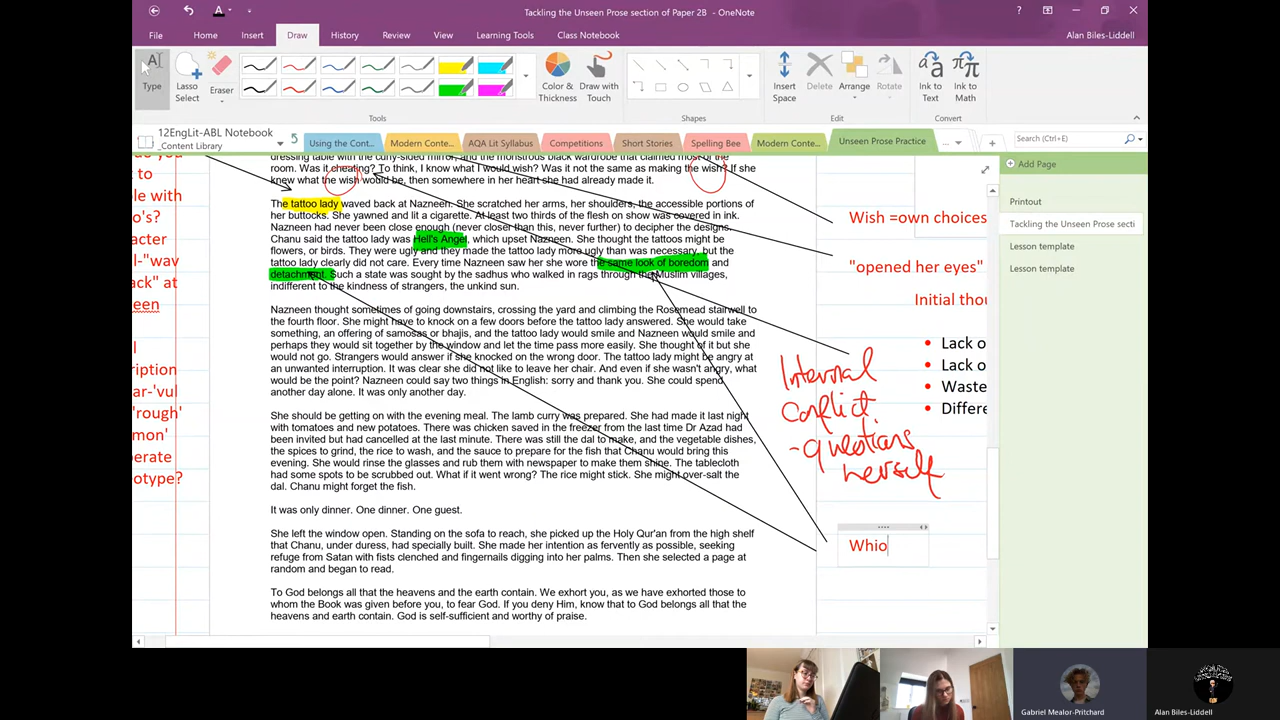 Tackling the Unseen Prose section of Paper 2B - OneNote
File Home Insert Draw History Review View Learning Tools Class Notebook
Alan Biles-Liddell
Type
Lasso Select
Eraser
Color & Thickness
Draw with Touch
Insert Space
Arrange
Rotate
Ink to Text
Ink to Math
Tools
Shapes
Edit
Convert
12EngLit-ABL Notebook
_Content Library
Using the Cont...
Modern Conte...
AQA Lit Syllabus
Competitions
Short Stories
Spelling Bee
Modern Conte...
Unseen Prose Practice
Search (Ctrl+E)
Add Page
Printout
Tackling the Unseen Prose secti
Lesson template
Lesson template
do you
t to
ble with
o's?
racter
l-"wav
ack" at
een
l
ription
ar-'vul
'rough'
mon'
perate
otype?
dressing table with the curly-sided mirror, and the monstrous black wardrobe that claimed most of the
room. Was it cheating? To think, I know what I would wish? Was it not the same as making the wish? If she
knew what the wish would be, then somewhere in her heart she had already made it.
The tattoo lady waved back at Nazneen. She scratched her arms, her shoulders, the accessible portions of
her buttocks. She yawned and lit a cigarette. At least two thirds of the flesh on show was covered in ink.
Nazneen had never been close enough (never closer than this, never further) to decipher the designs.
Chanu said the tattoo lady was Hell's Angel, which upset Nazneen. She thought the tattoos might be
flowers, or birds. They were ugly and they made the tattoo lady more ugly than was necessary, but the
tattoo lady clearly did not care. Every time Nazneen saw her she wore the same look of boredom and
detachment. Such a state was sought by the sadhus who walked in rags through the Muslim villages,
indifferent to the kindness of strangers, the unkind sun.
Nazneen thought sometimes of going downstairs, crossing the yard and climbing the Rosemead stairwell to
the fourth floor. She might have to knock on a few doors before the tattoo lady answered. She would take
something, an offering of samosas or bhajis, and the tattoo lady would smile and Nazneen would smile and
perhaps they would sit together by the window and let the time pass more easily. She thought of it but she
would not go. Strangers would answer if she knocked on the wrong door. The tattoo lady might be angry at
an unwanted interruption. It was clear she did not like to leave her chair. And even if she wasn't angry, what
would be the point? Nazneen could say two things in English: sorry and thank you. She could spend
another day alone. It was only another day.
She should be getting on with the evening meal. The lamb curry was prepared. She had made it last night
with tomatoes and new potatoes. There was chicken saved in the freezer from the last time Dr Azad had
been invited but had cancelled at the last minute. There was still the dal to make, and the vegetable dishes,
the spices to grind, the rice to wash, and the sauce to prepare for the fish that Chanu would bring this
evening. She would rinse the glasses and rub them with newspaper to make them shine. The tablecloth
had some spots to be scrubbed out. What if it went wrong? The rice might stick. She might over-salt the
dal. Chanu might forget the fish.
It was only dinner. One dinner. One guest.
She left the window open. Standing on the sofa to reach, she picked up the Holy Qur'an from the high shelf
that Chanu, under duress, had specially built. She made her intention as fervently as possible, seeking
refuge from Satan with fists clenched and fingernails digging into her palms. Then she selected a page at
random and began to read.
To God belongs all that the heavens and the earth contain. We exhort you, as we have exhorted those to
whom the Book was given before you, to fear God. If you deny Him, know that to God belongs all that the
heavens and earth contain. God is self-sufficient and worthy of praise.
Wish =own choices
"opened her eyes"
Initial thou
Lack o
Lack o
Waste
Differe
Internal
conflict
-questions
herself
Whio
Gabriel Mealor-Pritchard
Alan Biles-Liddell